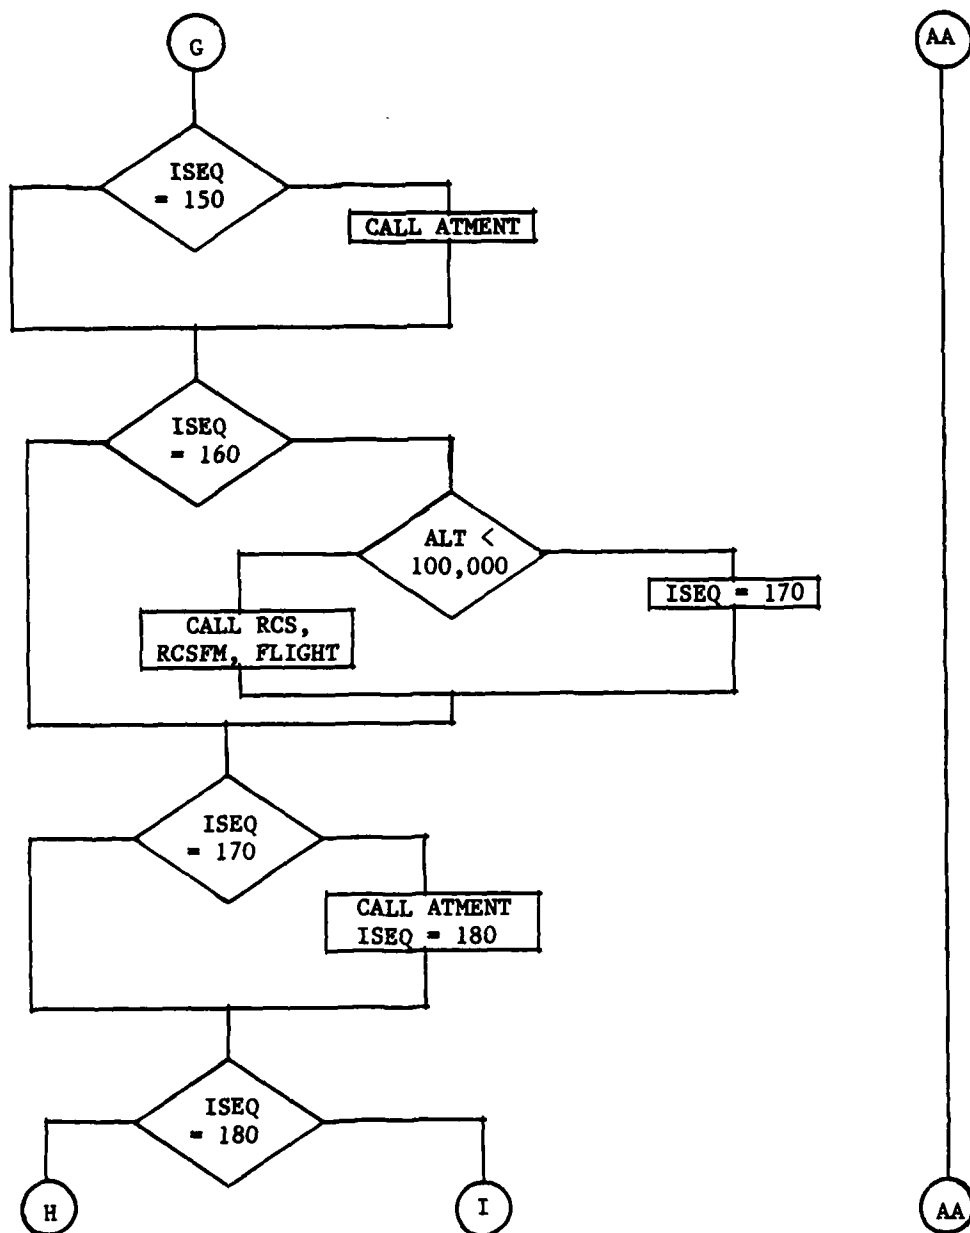 G
AA
ISEQ
= 150
CALL ATMENT
ISEQ
= 160
ALT <
100,000
ISEQ = 170
CALL RCS,
RCSFM, FLIGHT
ISEQ
= 170
CALL ATMENT
ISEQ = 180
ISEQ
= 180
H
I
AA